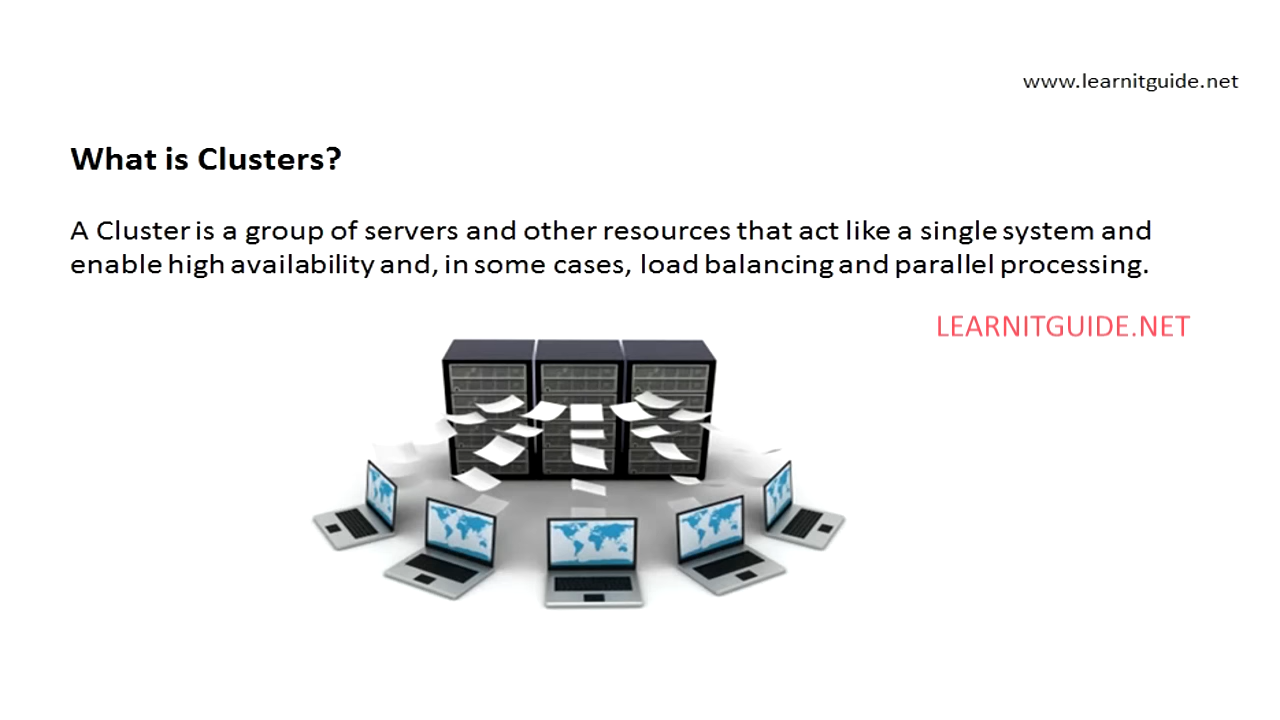 www.learnitguide.net
What is Clusters?
A Cluster is a group of servers and other resources that act like a single system and
enable high availability and, in some cases, load balancing and parallel processing.
LEARNITGUIDE.NET